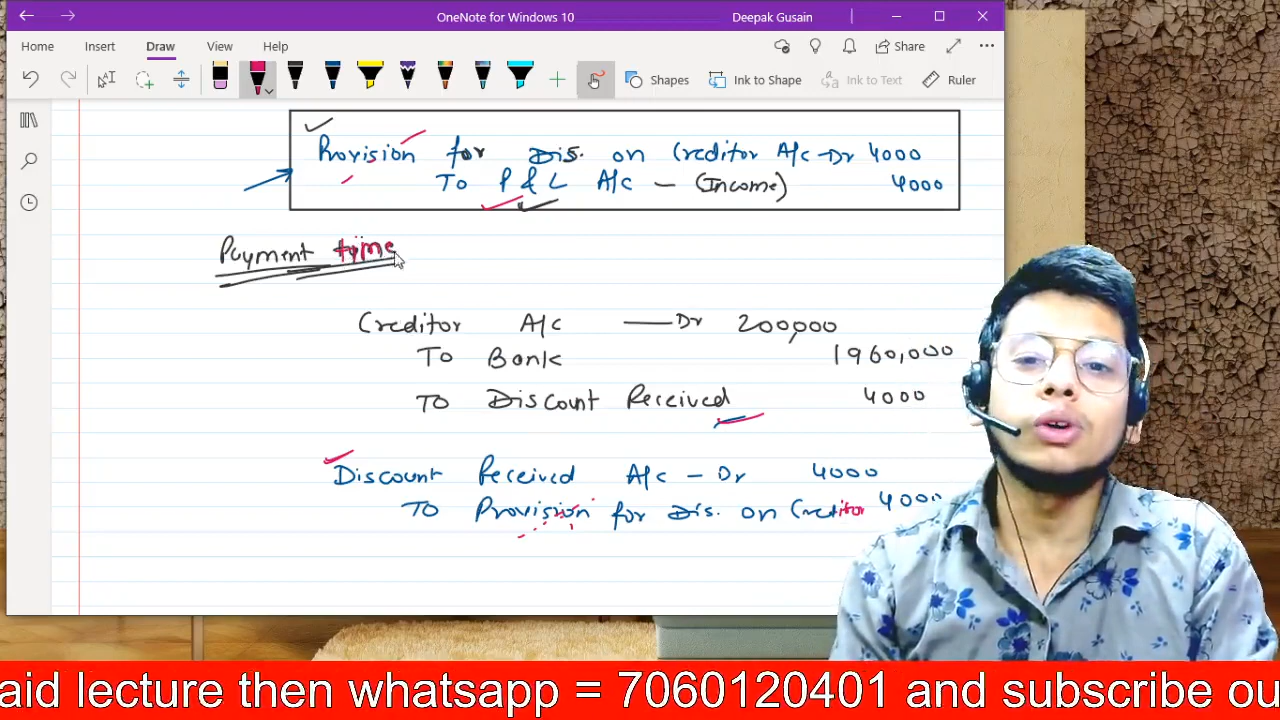 OneNote for Windows 10
Deepak Gusain
Home Insert Draw View Help
Share
Shapes Ink to Shape Ink to Text Ruler
Provision for Dis. on Creditor A/c - Dr 4000
To P & L A/c - (Income) 4000
Payment time
Creditor A/c — Dr 200,000
To Bank 1960,000
To Discount Received 4000
Discount Received A/c - Dr 4000
To Provision for Dis. on Creditor 4000
aid lecture then whatsapp = 7060120401 and subscribe ou